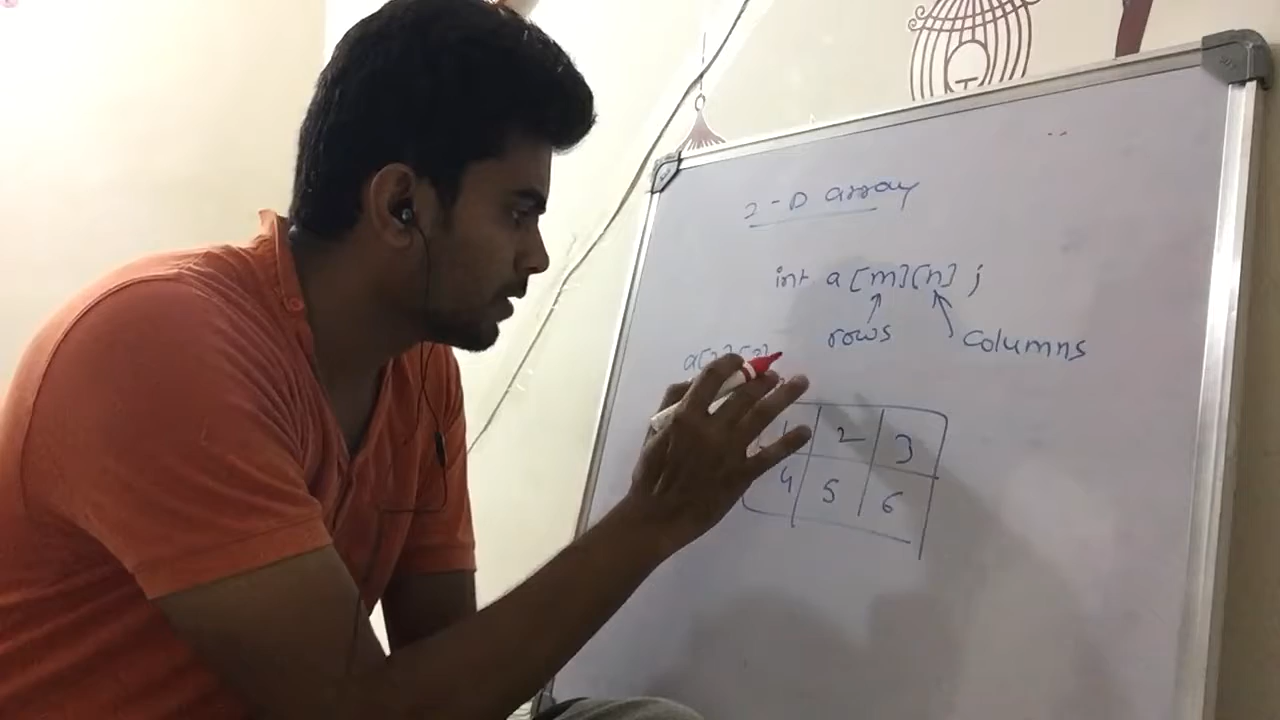 2-D array
int a[m][n];
rows columns
1 2 3
4 5 6